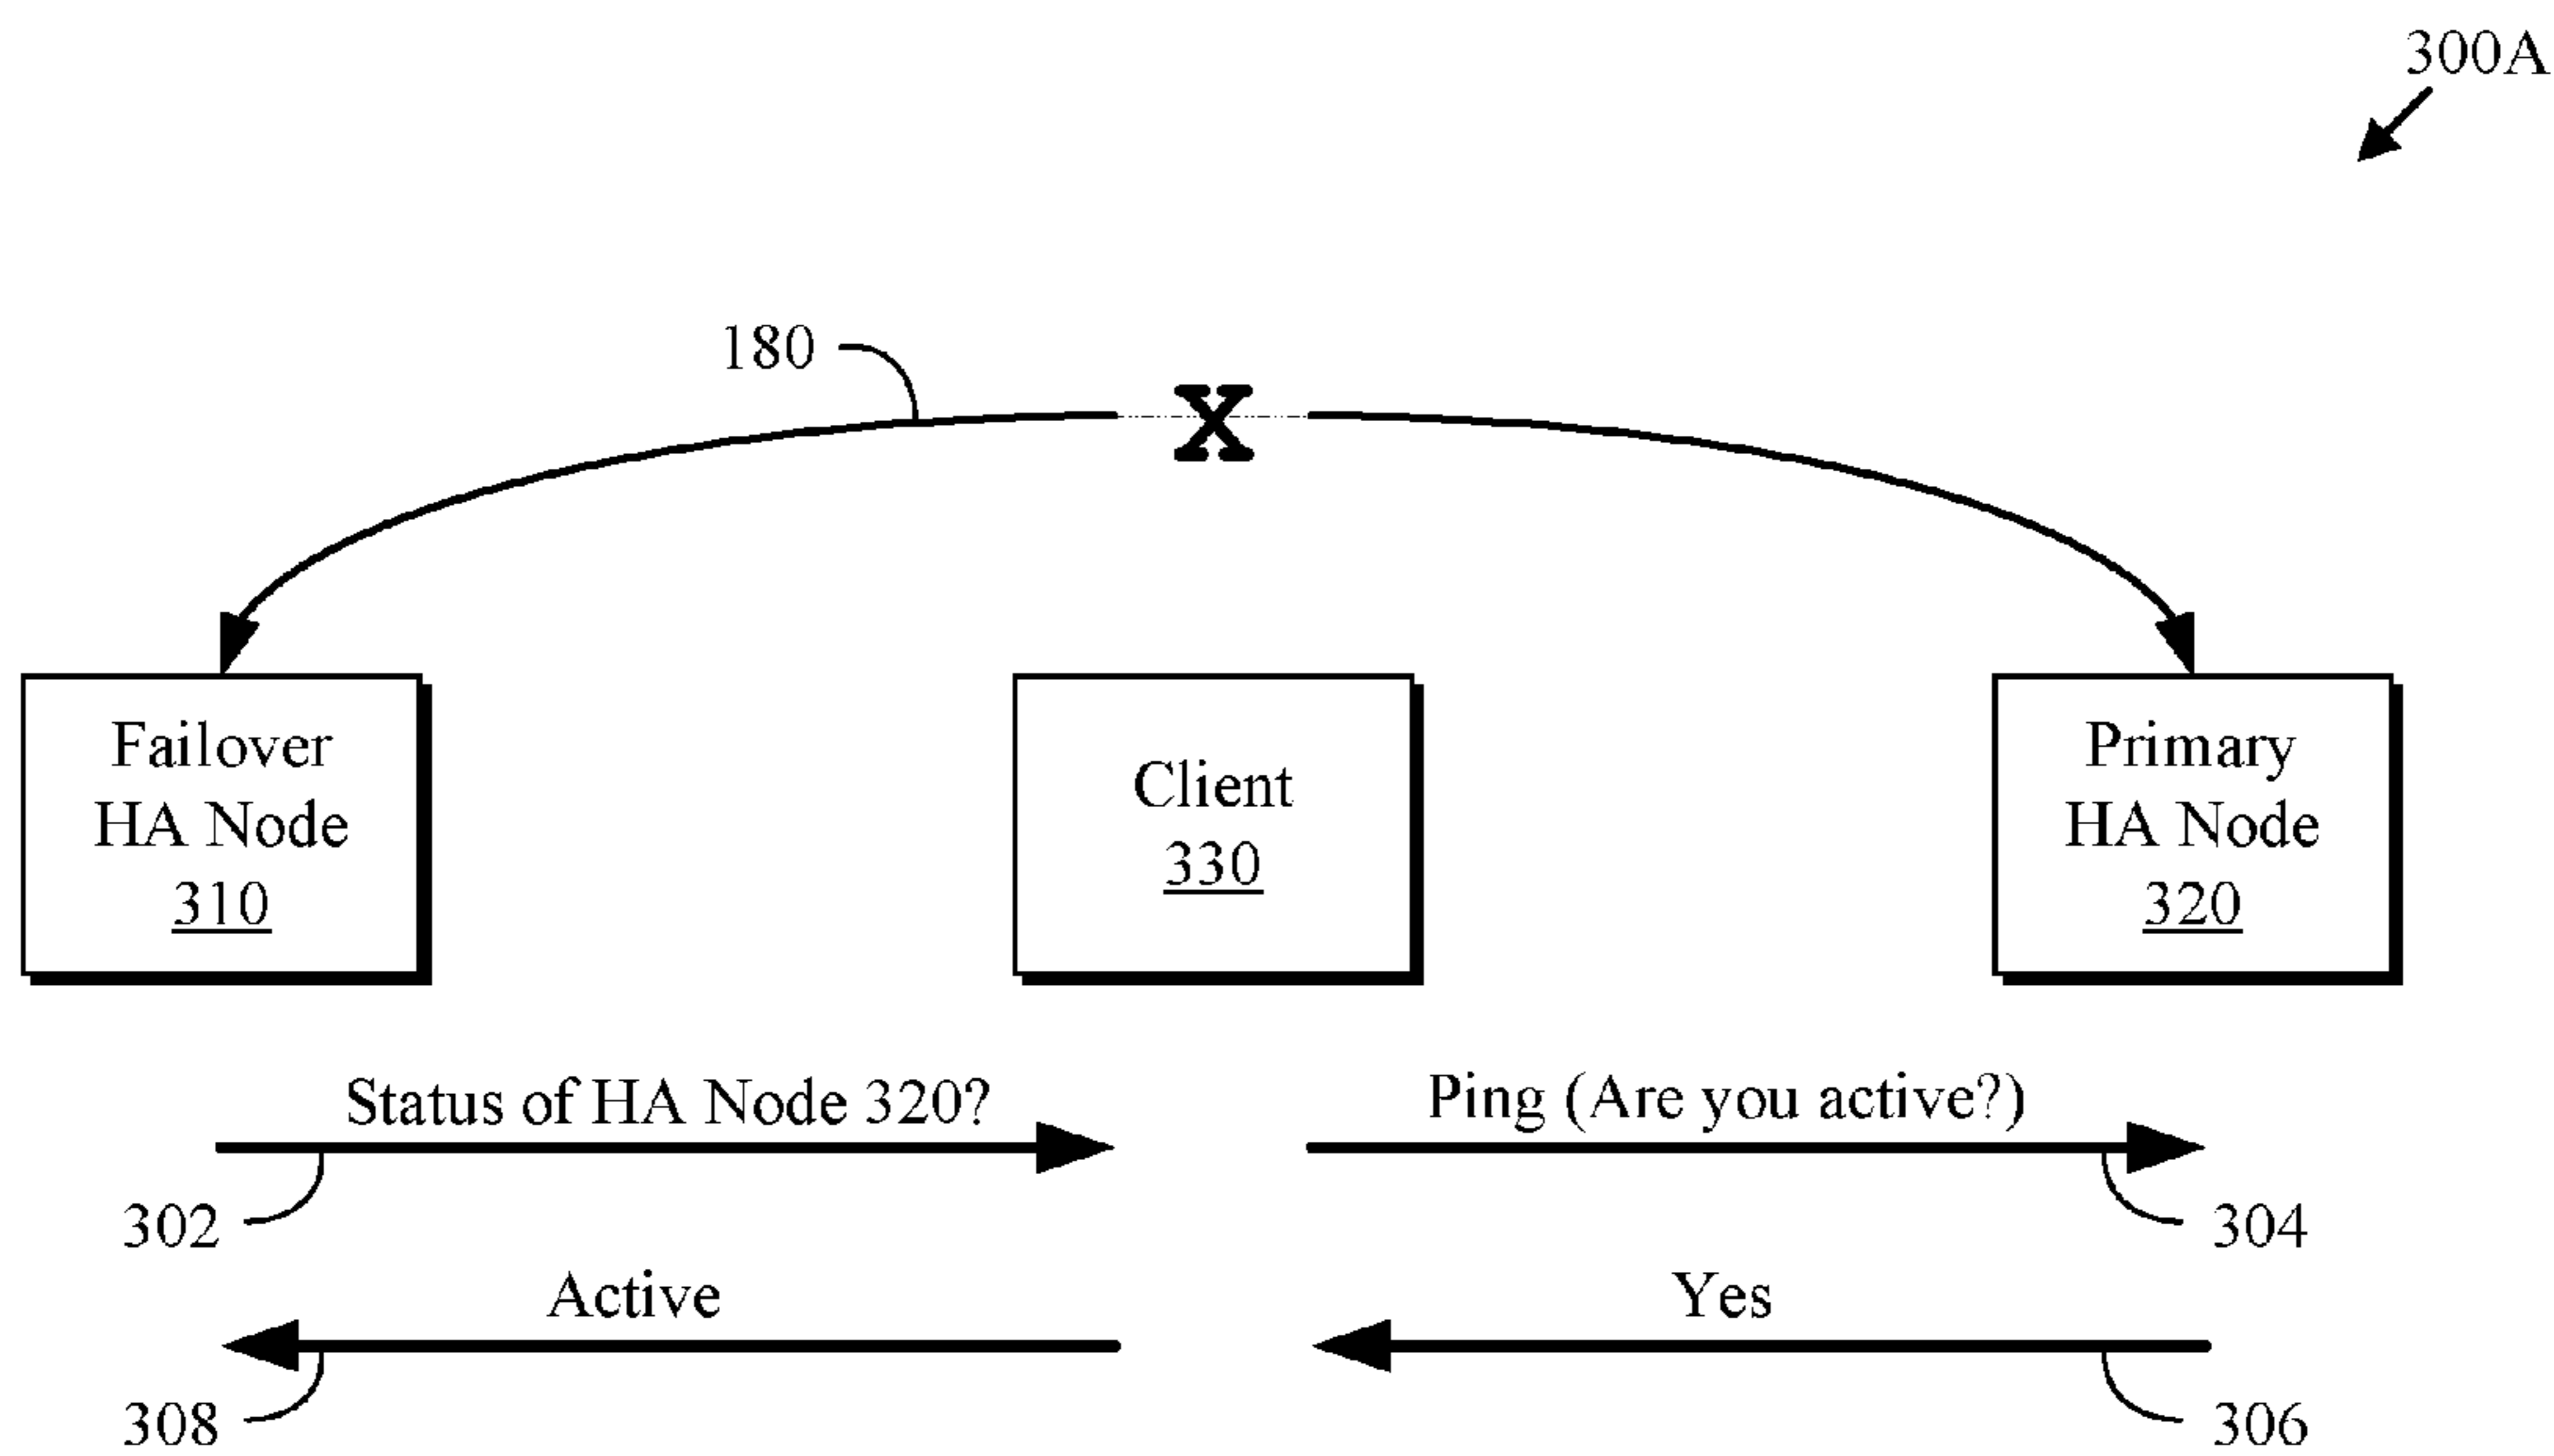 300A
180
X
Failover
HA Node
310
Client
330
Primary
HA Node
320
Status of HA Node 320?
Ping (Are you active?)
302
304
Active
Yes
308
306